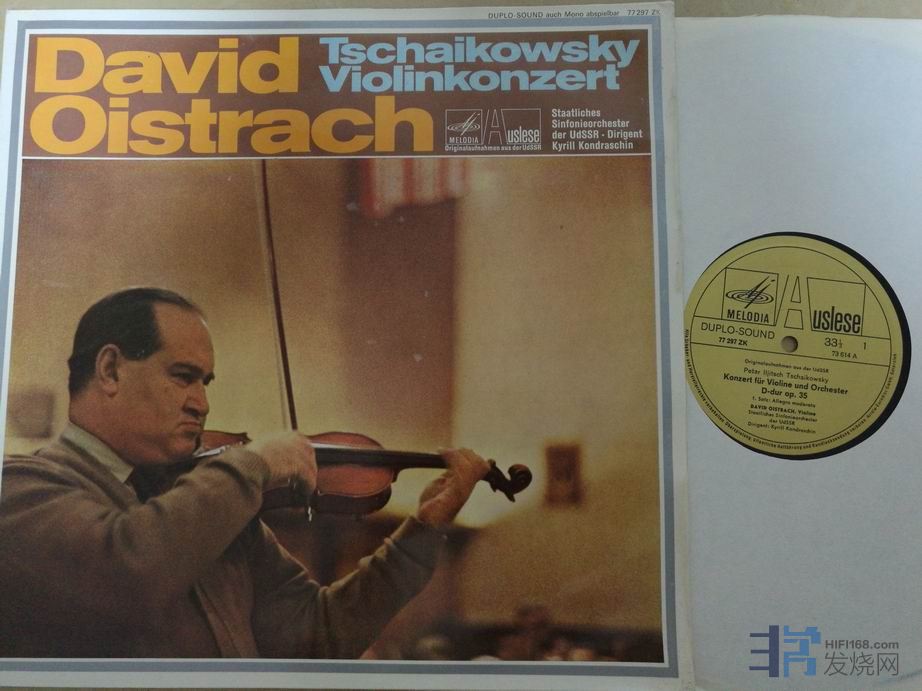 DUPLO-SOUND auch Mono abspielbar 77 297 ZK
David
Oistrach
Tschaikowsky
Violinkonzert
MELODIA
Auslese
Originalaufnahmen aus der UdSSR
Staatliches
Sinfonieorchester
der UdSSR · Dirigent
Kyrill Kondraschin
MELODIA
Auslese
DUPLO-SOUND
77 297 ZK
33⅓ 1
73 614 A
Originalaufnahmen aus der UdSSR
Peter Iljitsch Tschaikowsky
Konzert für Violine und Orchester
D-dur op. 35
1. Satz: Allegro moderato
DAVID OISTRACH, Violine
Staatliches Sinfonieorchester
der UdSSR
Dirigent: Kyrill Kondraschin
HIFI168.com
发烧网